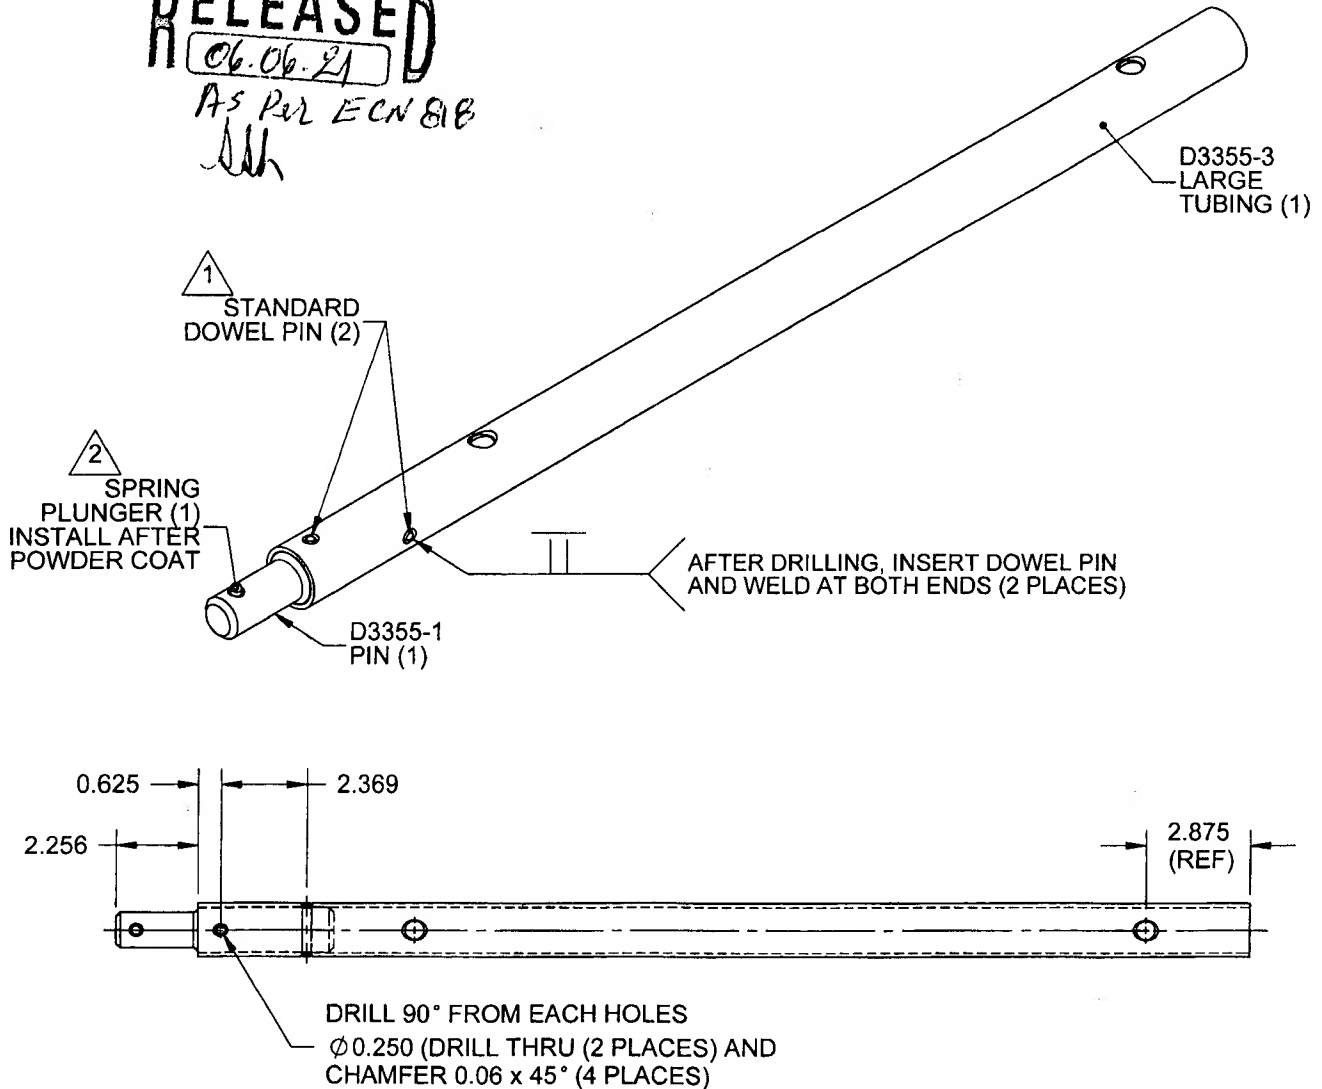 RELEASED
06.06.21
As Per ECN 818
1
STANDARD
DOWEL PIN (2)
2
SPRING
PLUNGER (1)
INSTALL AFTER
POWDER COAT
D3355-3
LARGE
TUBING (1)
AFTER DRILLING, INSERT DOWEL PIN
AND WELD AT BOTH ENDS (2 PLACES)
D3355-1
PIN (1)
0.625
2.369
2.256
2.875
(REF)
DRILL 90° FROM EACH HOLES
Ø0.250 (DRILL THRU (2 PLACES) AND
CHAMFER 0.06 x 45° (4 PLACES)